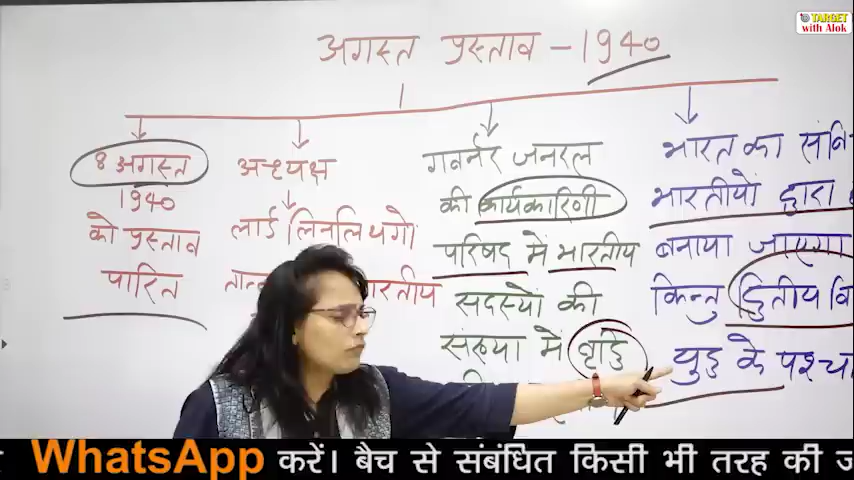 TARGET
with Alok
अगस्त प्रस्ताव - 1940
8 अगस्त
1940
को प्रस्ताव
पारित
अध्यक्ष
लार्ड लिनलिथगो
गवर्नर जनरल
की कार्यकारिणी
परिषद में भारतीय
सदस्यों की
संख्या में वृद्धि
भारत का
भारतीयों द्वारा
बनाया जाएगा
किन्तु द्वितीय
युद्ध के
WhatsApp करें। बैच से संबंधित किसी भी तरह की